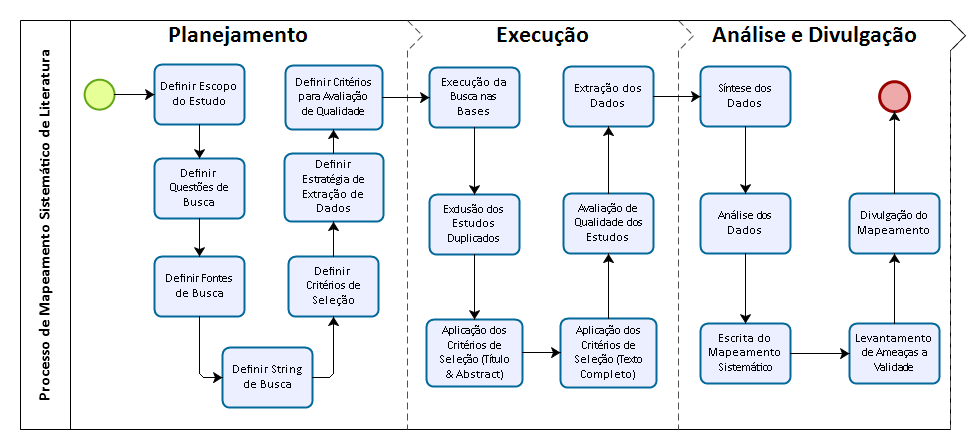 Processo de Mapeamento Sistemático de Literatura
Planejamento
Definir Escopo
do Estudo
Definir
Questões de
Busca
Definir Fontes
de Busca
Definir String
de Busca
Definir
Critérios de
Seleção
Definir
Estratégia de
Extração de
Dados
Definir Critérios
para Avaliação
de Qualidade
Execução
Execução da
Busca nas
Bases
Exclusão dos
Estudos
Duplicados
Aplicação dos
Critérios de
Seleção (Título
& Abstract)
Aplicação dos
Critérios de
Seleção (Texto
Completo)
Avaliação de
Qualidade dos
Estudos
Extração dos
Dados
Análise e Divulgação
Síntese dos
Dados
Análise dos
Dados
Escrita do
Mapeamento
Sistemático
Levantamento
de Ameaças a
Validade
Divulgação do
Mapeamento